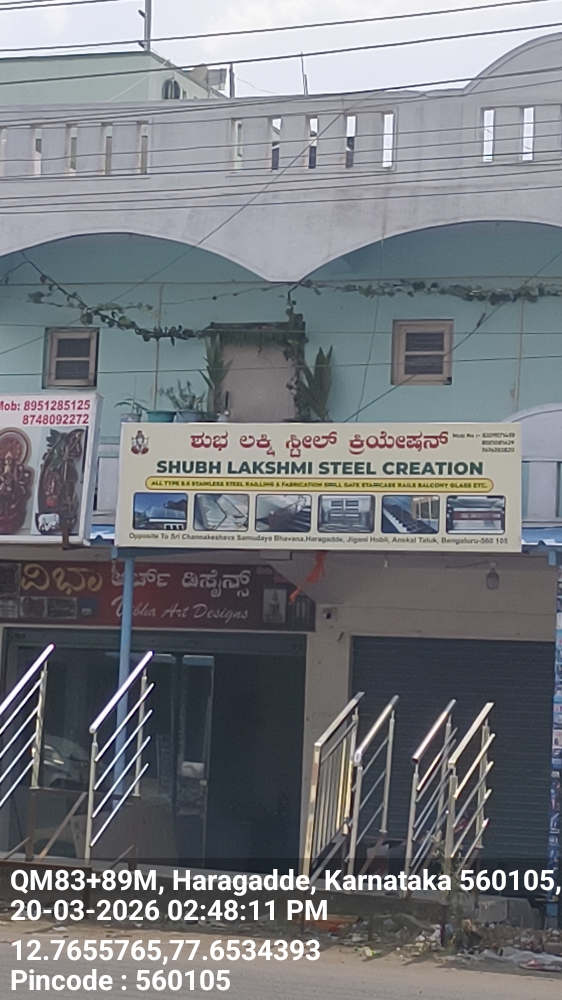 Mob: 8951285125
8748092272
ಶುಭ ಲಕ್ಷ್ಮಿ ಸ್ಟೀಲ್ ಕ್ರಿಯೇಷನ್
SHUBH LAKSHMI STEEL CREATION
ALL TYPE S.S STAINLESS STEEL RAILLING & FABRICATION GRILL GATE STAIRCASE RAILS BALCONY GLASS ETC.
Opposite To Sri Channakeshava Samudaya Bhavana, Haragadde, Jigani Hobli, Anekal Taluk, Bengaluru-560 105
ವಿಭಾ ಆರ್ಟ್ ಡಿಸೈನ್ಸ್
Vibha Art Designs
QM83+89M, Haragadde, Karnataka 560105,
20-03-2026 02:48:11 PM
12.7655765,77.6534393
Pincode : 560105